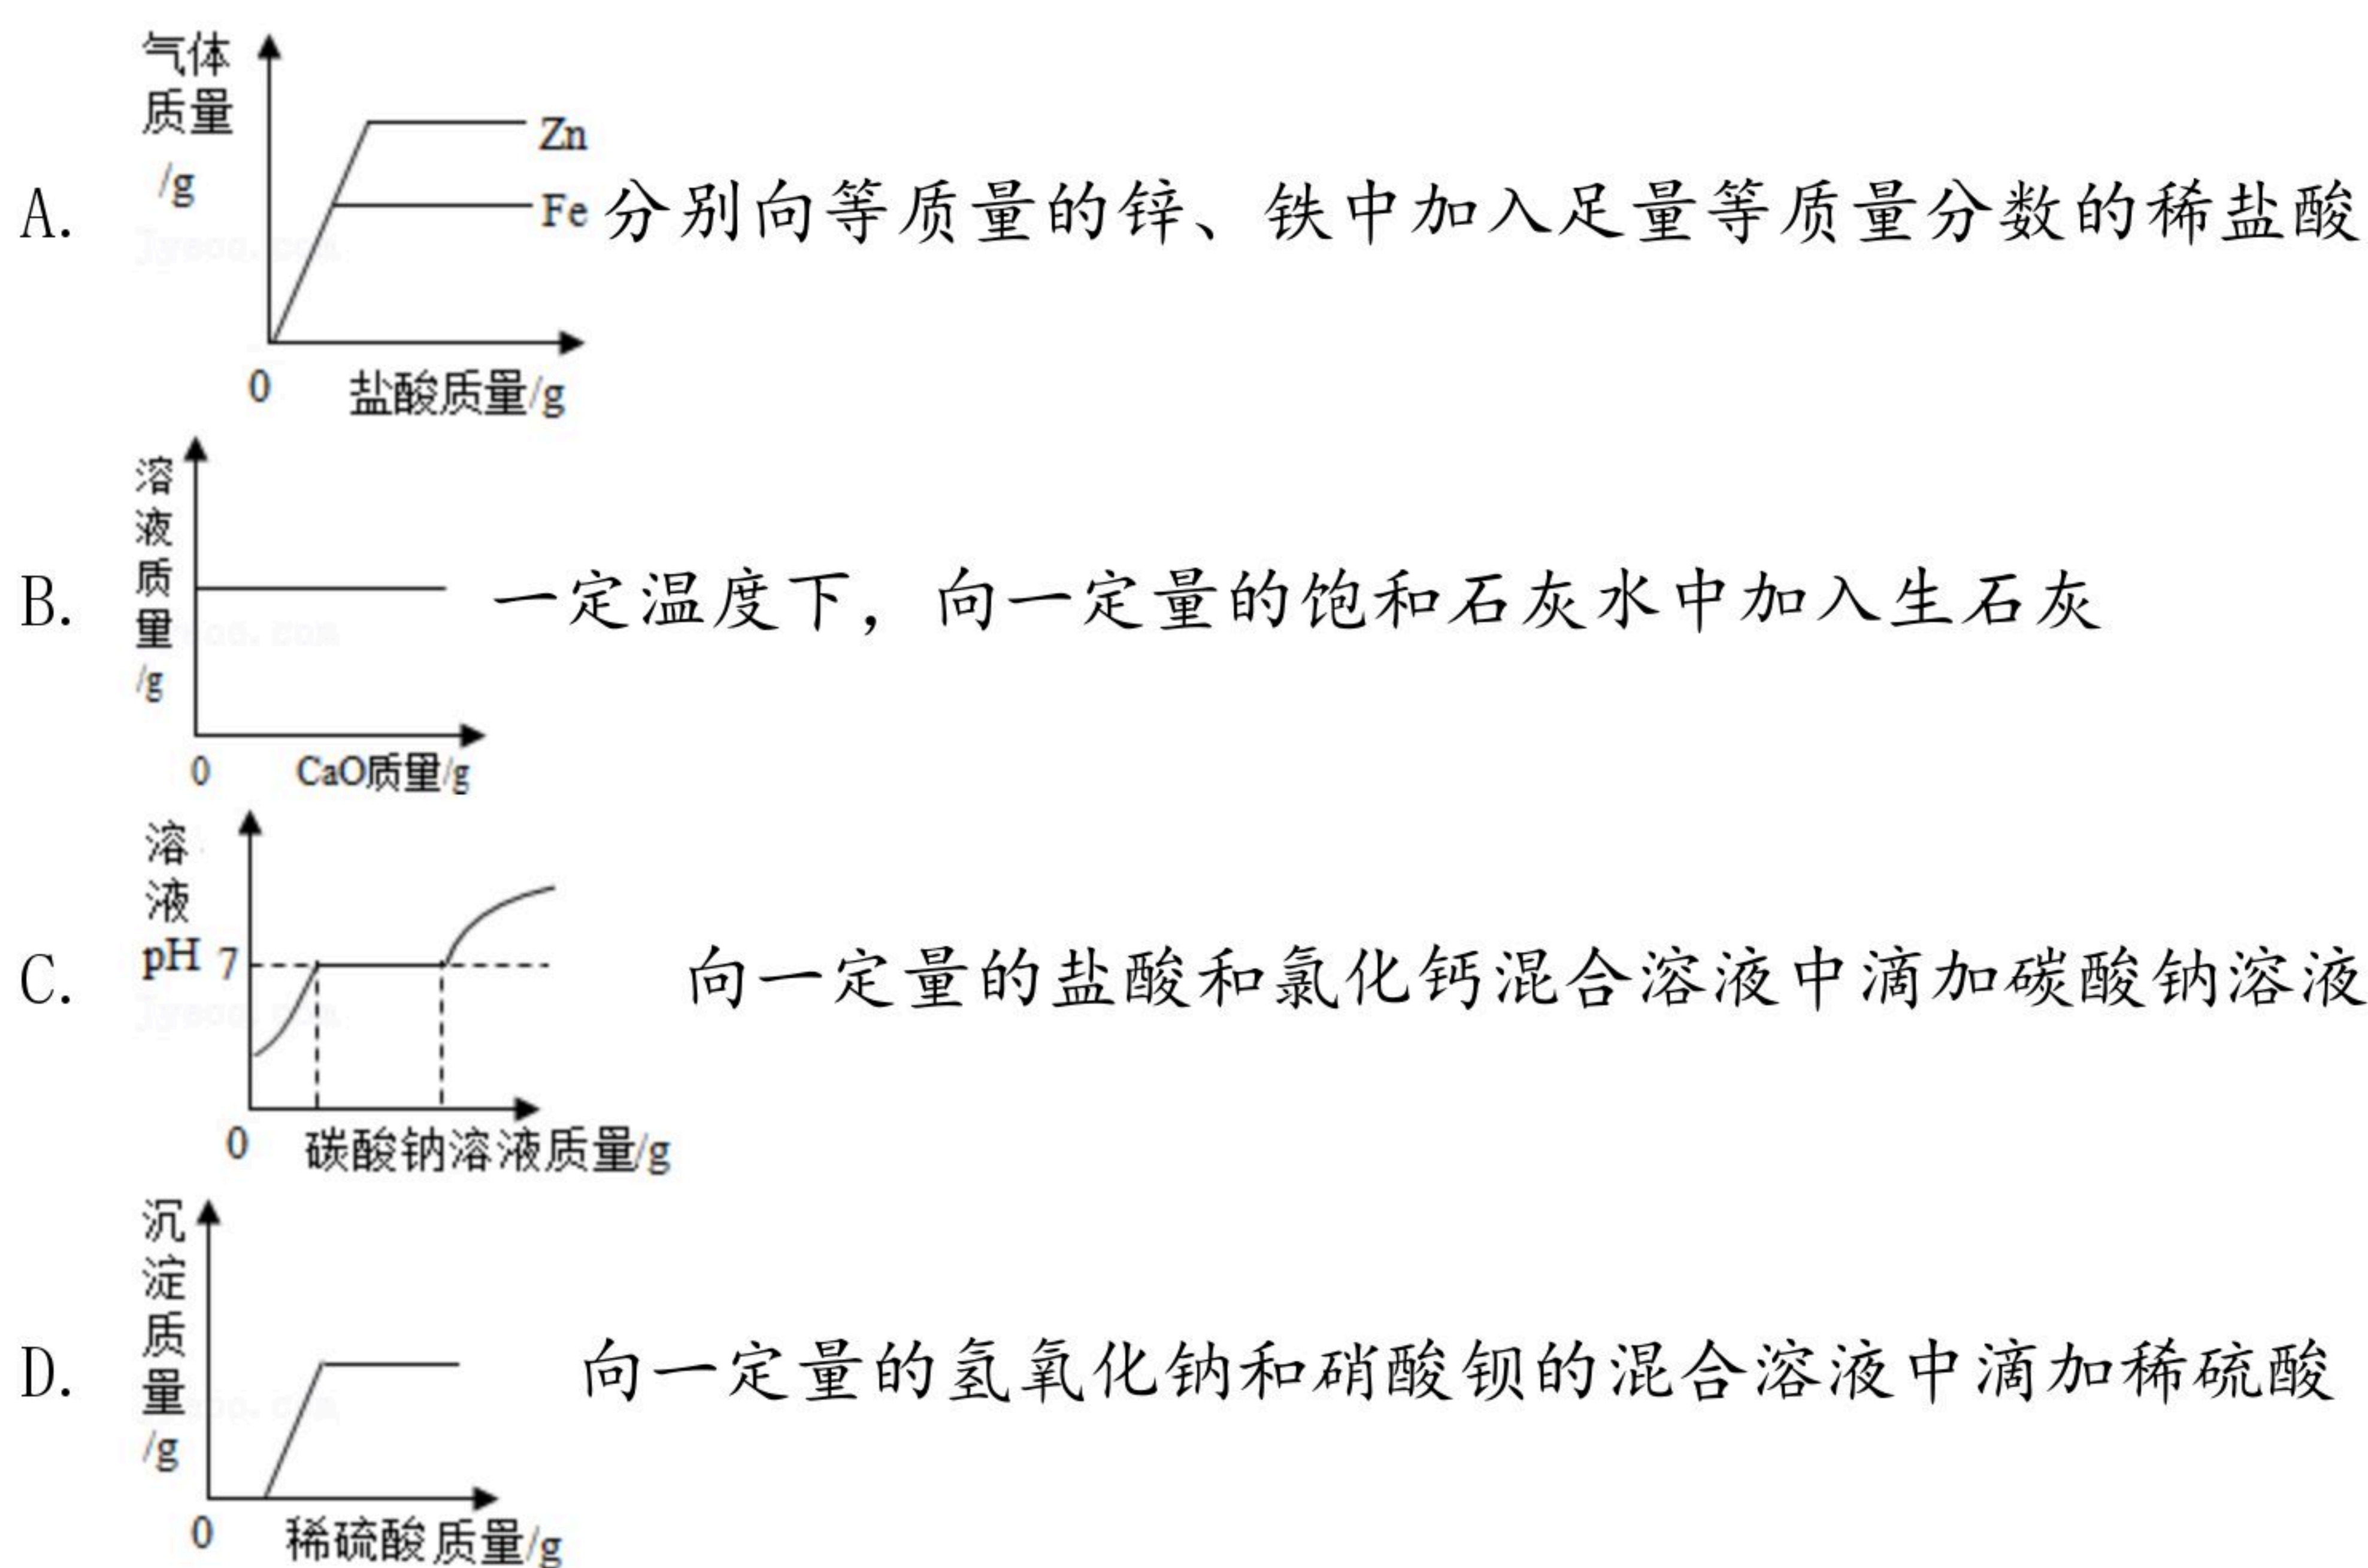 气体
质量
/g
Zn
Fe
A. 分别向等质量的锌、铁中加入足量等质量分数的稀盐酸
0
盐酸质量/g
溶
液
质
量
/g
B. 一定温度下，向一定量的饱和石灰水中加入生石灰
0
CaO质量/g
溶
液
pH 7
C. 向一定量的盐酸和氯化钙混合溶液中滴加碳酸钠溶液
0
碳酸钠溶液质量/g
沉
淀
质
量
/g
D. 向一定量的氢氧化钠和硝酸钡的混合溶液中滴加稀硫酸
0
稀硫酸质量/g